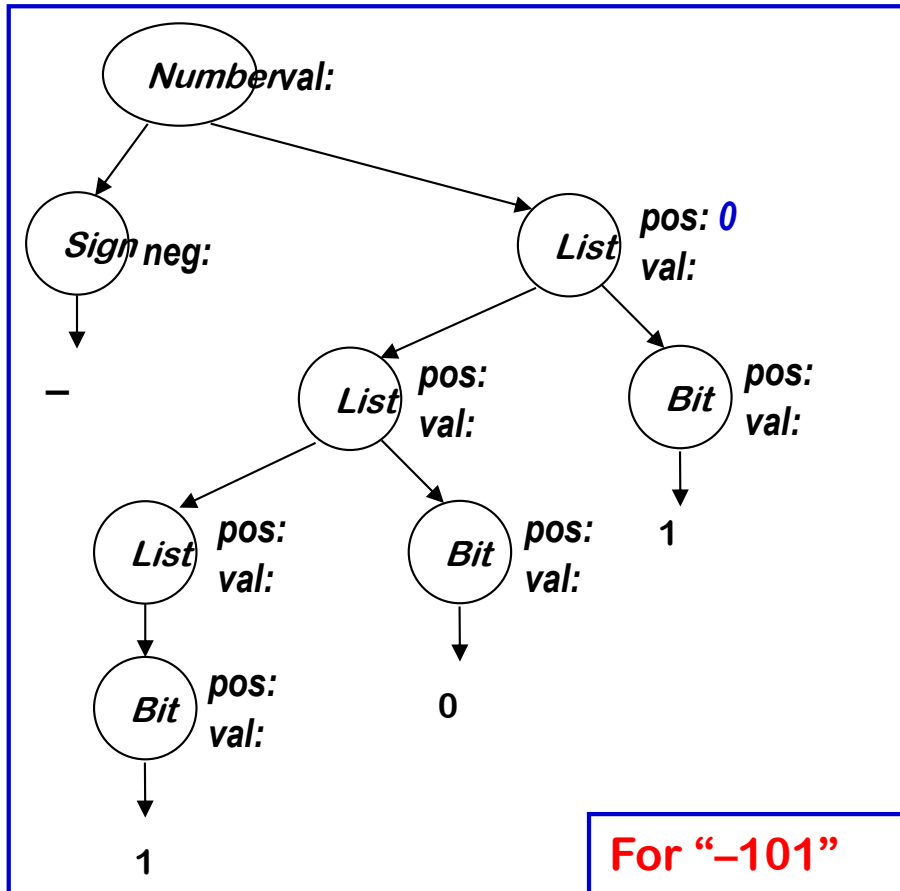 Number val:
Sign neg:
List pos: 0
val:
–
List pos:
val:
Bit pos:
val:
List pos:
val:
Bit pos:
val:
1
Bit pos:
val:
0
1
For “–101”